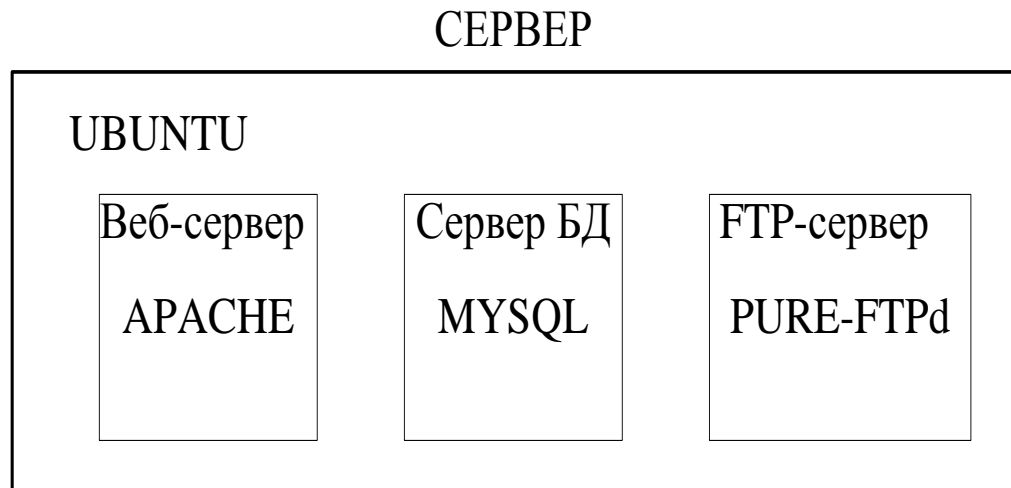 СЕРВЕР
UBUNTU
Веб-сервер
APACHE
Сервер БД
MYSQL
FTP-сервер
PURE-FTPd